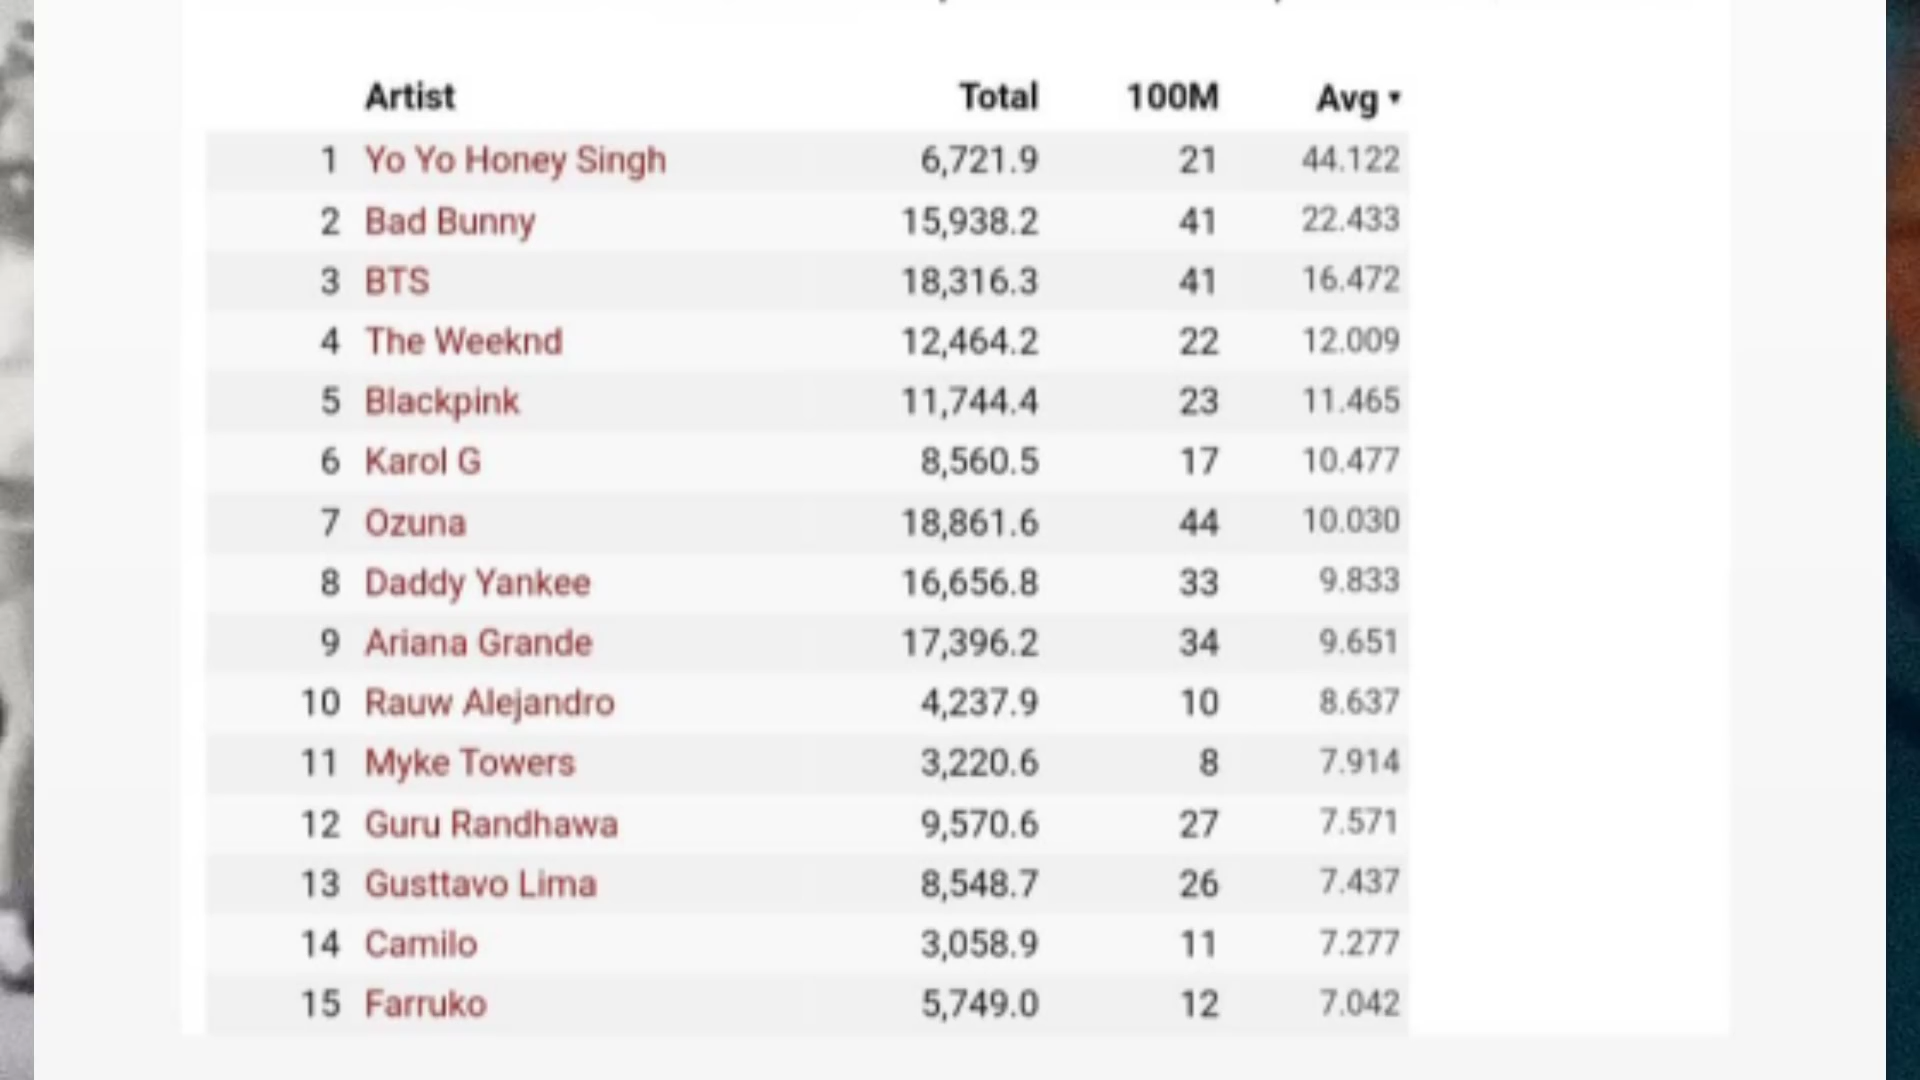 Artist Total 100M Avg ▾
1 Yo Yo Honey Singh 6,721.9 21 44.122
2 Bad Bunny 15,938.2 41 22.433
3 BTS 18,316.3 41 16.472
4 The Weeknd 12,464.2 22 12.009
5 Blackpink 11,744.4 23 11.465
6 Karol G 8,560.5 17 10.477
7 Ozuna 18,861.6 44 10.030
8 Daddy Yankee 16,656.8 33 9.833
9 Ariana Grande 17,396.2 34 9.651
10 Rauw Alejandro 4,237.9 10 8.637
11 Myke Towers 3,220.6 8 7.914
12 Guru Randhawa 9,570.6 27 7.571
13 Gusttavo Lima 8,548.7 26 7.437
14 Camilo 3,058.9 11 7.277
15 Farruko 5,749.0 12 7.042